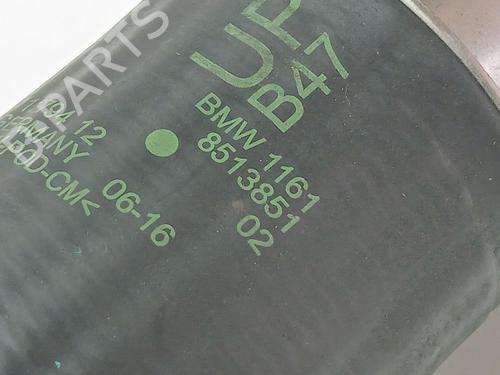 UP
B47
BMW 1161
8513851
02
12
GERMANY
-CM<
06-16
PARTS